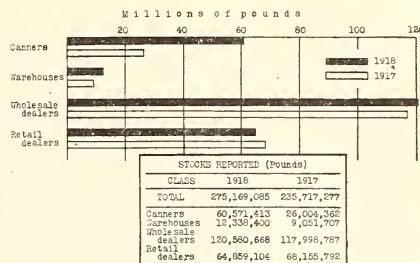 Millions of pounds
20 40 60 80 100
Canners
1918
Warehouses
1917
Wholesale
dealers
Retail
dealers
STOCKS REPORTED (Pounds)
CLASS 1918 1917
TOTAL 275,169,085 235,717,277
Canners 60,571,413 26,004,362
Warehouses 12,338,400 9,051,707
Wholesale
dealers 120,580,668 117,998,787
Retail
dealers 64,859,104 68,155,792